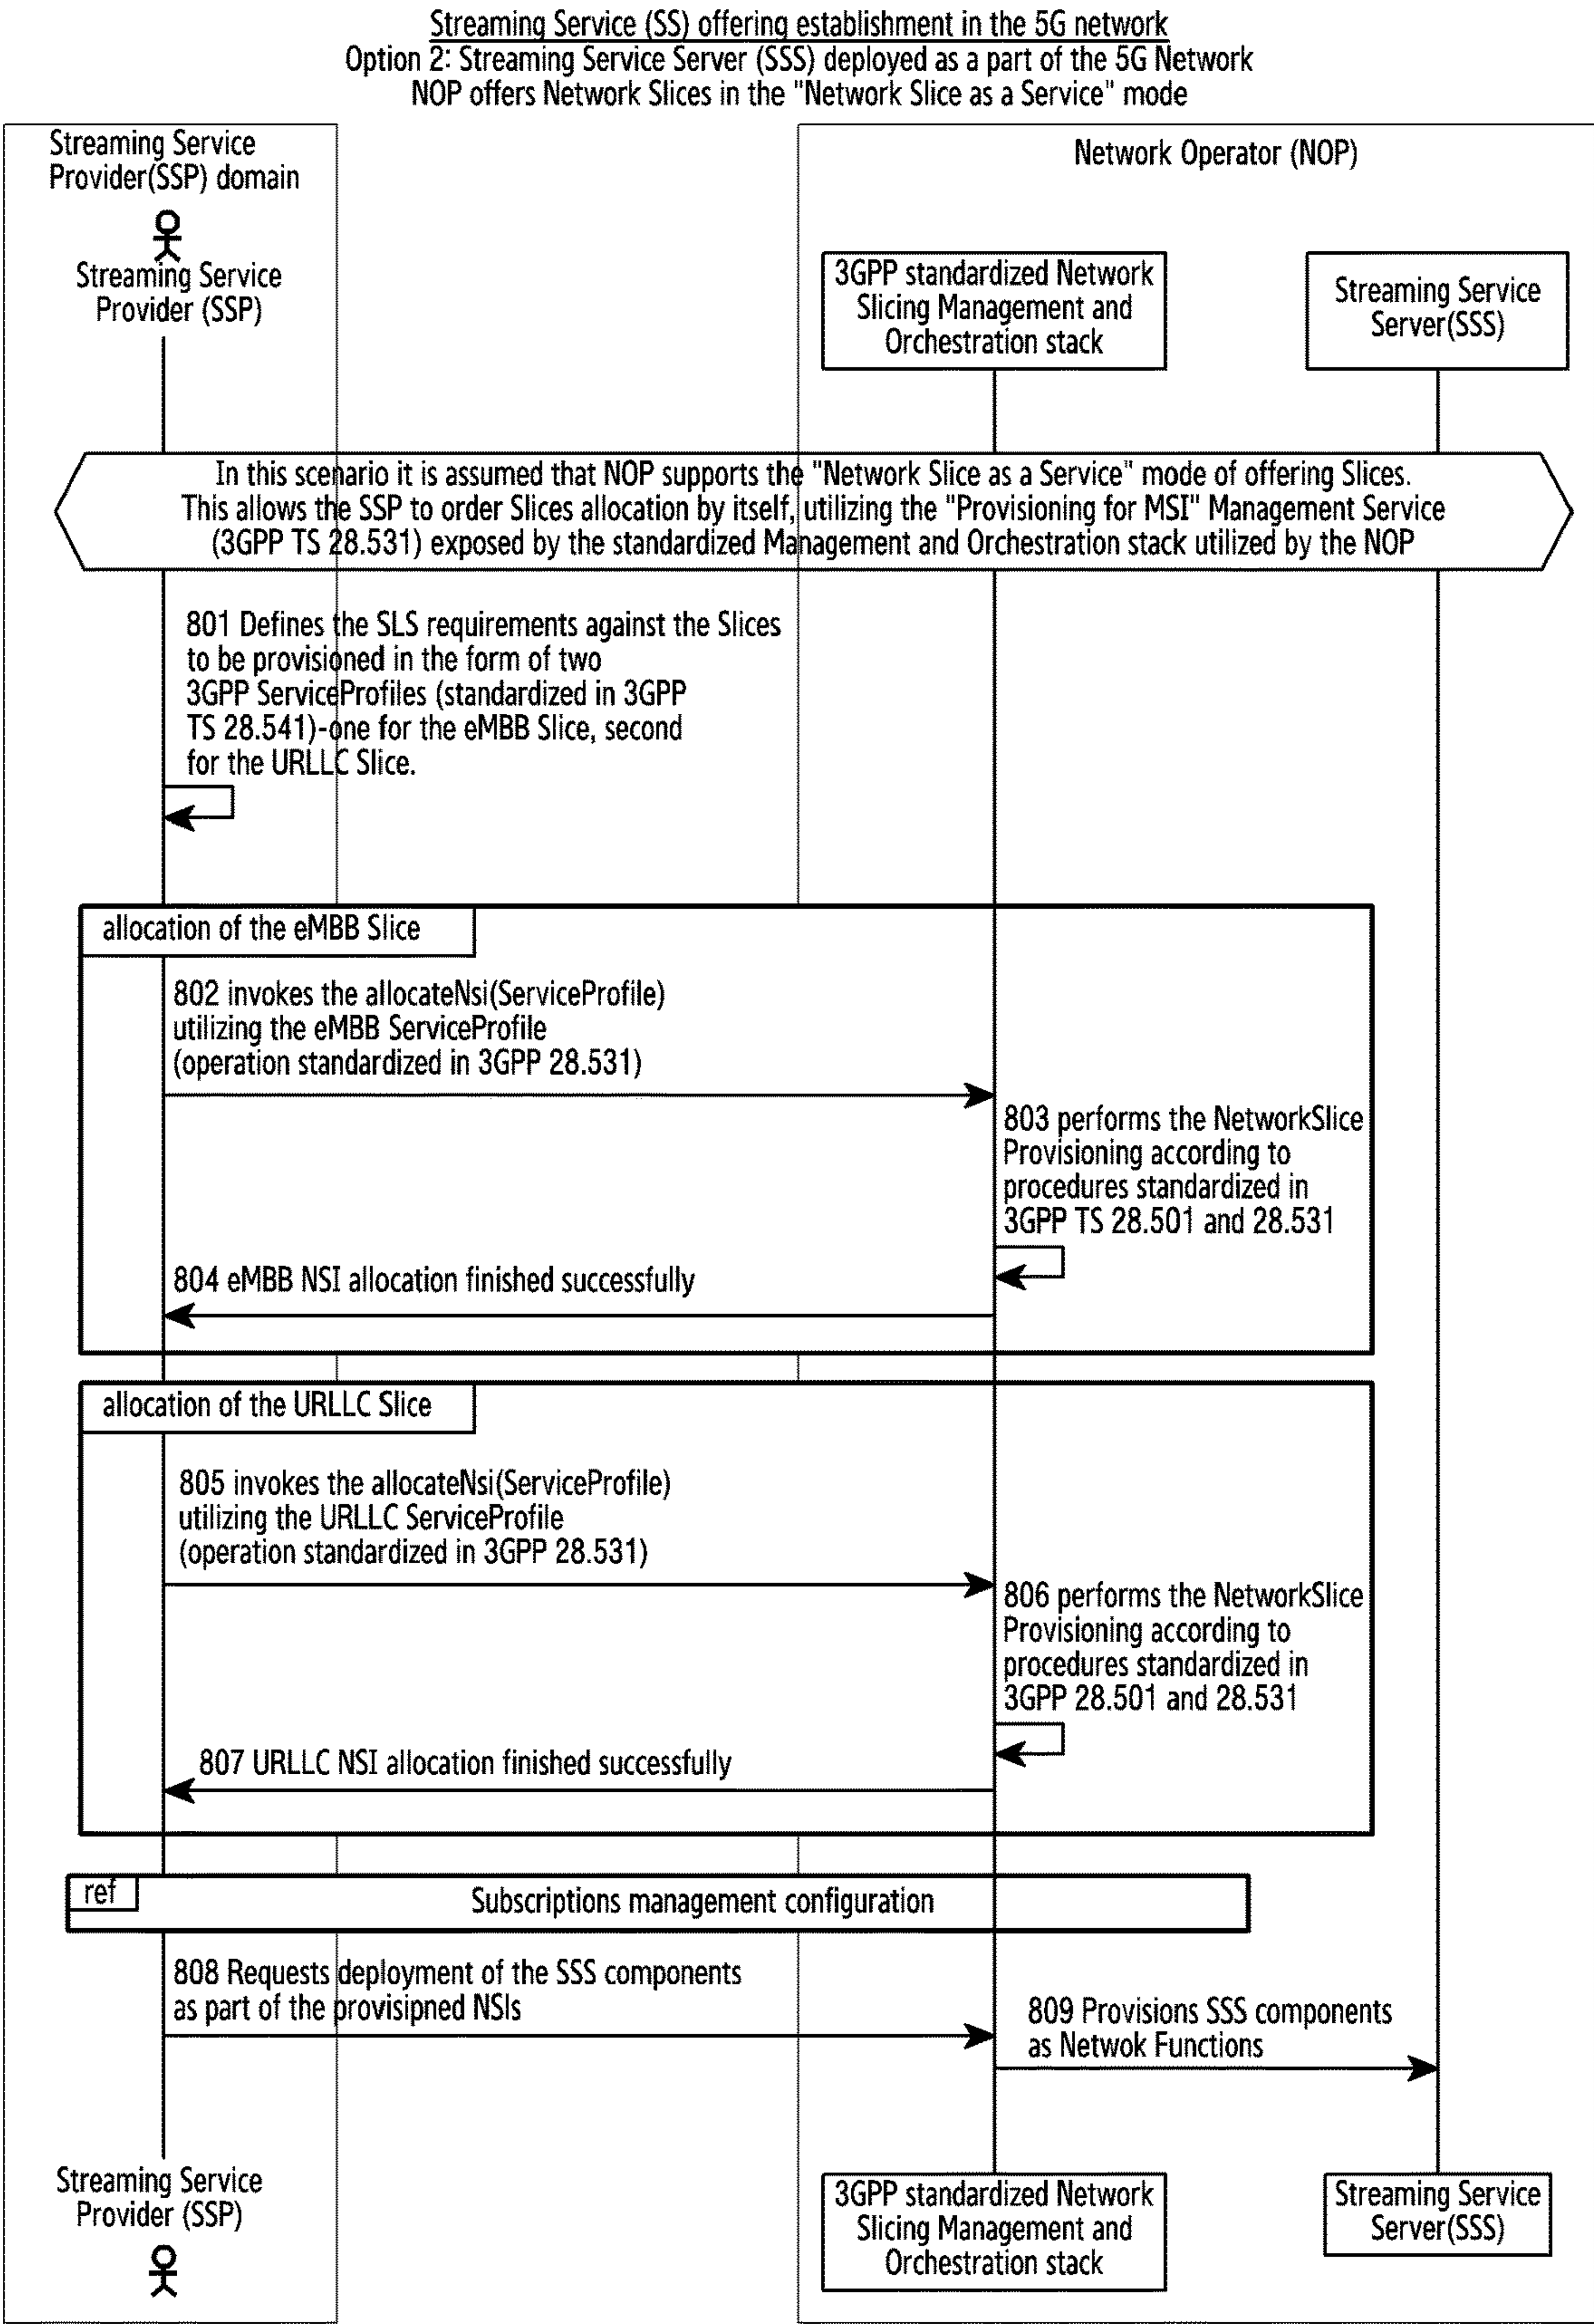 Streaming Service (SS) offering establishment in the 5G network
Option 2: Streaming Service Server (SSS) deployed as a part of the 5G Network
NOP offers Network Slices in the "Network Slice as a Service" mode
Streaming Service
Provider(SSP) domain
Network Operator (NOP)
Streaming Service
Provider (SSP)
3GPP standardized Network
Slicing Management and
Orchestration stack
Streaming Service
Server(SSS)
In this scenario it is assumed that NOP supports the "Network Slice as a Service" mode of offering Slices.
This allows the SSP to order Slices allocation by itself, utilizing the "Provisioning for MSI" Management Service
(3GPP TS 28.531) exposed by the standardized Management and Orchestration stack utilized by the NOP
801 Defines the SLS requirements against the Slices
to be provisioned in the form of two
3GPP ServiceProfiles (standardized in 3GPP
TS 28.541)-one for the eMBB Slice, second
for the URLLC Slice.
allocation of the eMBB Slice
802 invokes the allocateNsi(ServiceProfile)
utilizing the eMBB ServiceProfile
(operation standardized in 3GPP 28.531)
803 performs the NetworkSlice
Provisioning according to
procedures standardized in
3GPP TS 28.501 and 28.531
804 eMBB NSI allocation finished successfully
allocation of the URLLC Slice
805 invokes the allocateNsi(ServiceProfile)
utilizing the URLLC ServiceProfile
(operation standardized in 3GPP 28.531)
806 performs the NetworkSlice
Provisioning according to
procedures standardized in
3GPP 28.501 and 28.531
807 URLLC NSI allocation finished successfully
ref
Subscriptions management configuration
808 Requests deployment of the SSS components
as part of the provisipned NSIs
809 Provisions SSS components
as Netwok Functions
Streaming Service
Provider (SSP)
3GPP standardized Network
Slicing Management and
Orchestration stack
Streaming Service
Server(SSS)